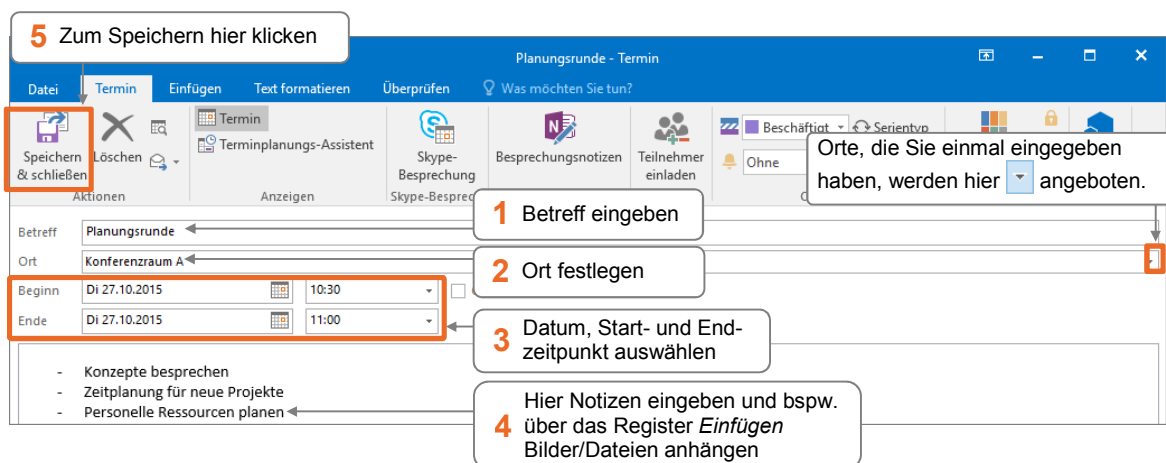 5 Zum Speichern hier klicken
Planungsrunde - Termin
Datei Termin Einfügen Text formatieren Überprüfen Was möchten Sie tun?
Speichern & schließen
Löschen
Termin
Terminplanungs-Assistent
Skype-
Besprechung
Besprechungsnotizen
Teilnehmer
einladen
Beschäftigt
Serientyp
Ohne
Aktionen
Anzeigen
Skype-Besprec
Orte, die Sie einmal eingegeben
haben, werden hier angeboten.
1 Betreff eingeben
Betreff Planungsrunde
Ort Konferenzraum A
2 Ort festlegen
Beginn Di 27.10.2015 10:30
Ende Di 27.10.2015 11:00
3 Datum, Start- und End-
zeitpunkt auswählen
- Konzepte besprechen
- Zeitplanung für neue Projekte
- Personelle Ressourcen planen
4 Hier Notizen eingeben und bspw.
über das Register Einfügen
Bilder/Dateien anhängen